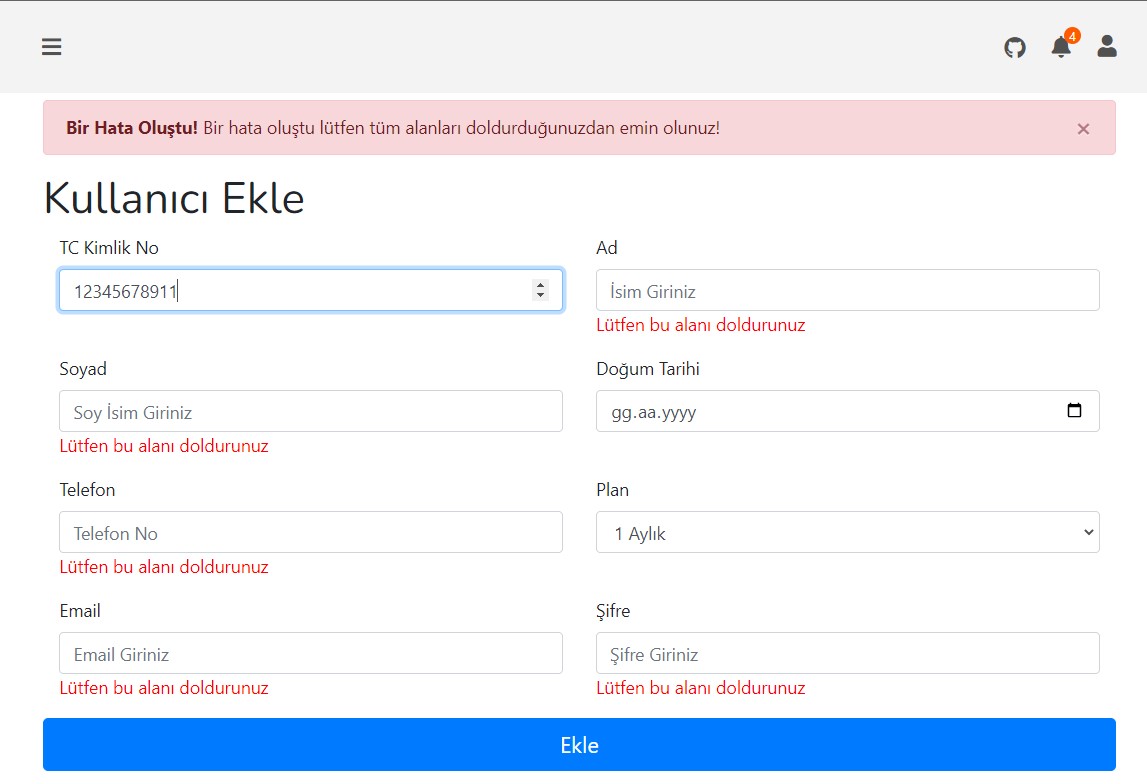 4
Bir Hata Oluştu! Bir hata oluştu lütfen tüm alanları doldurduğunuzdan emin olunuz!
×
Kullanıcı Ekle
TC Kimlik No
Ad
12345678911
İsim Giriniz
Lütfen bu alanı doldurunuz
Soyad
Doğum Tarihi
Soy İsim Giriniz
gg.aa.yyyy
Lütfen bu alanı doldurunuz
Telefon
Plan
Telefon No
1 Aylık
Lütfen bu alanı doldurunuz
Email
Şifre
Email Giriniz
Şifre Giriniz
Lütfen bu alanı doldurunuz
Lütfen bu alanı doldurunuz
Ekle